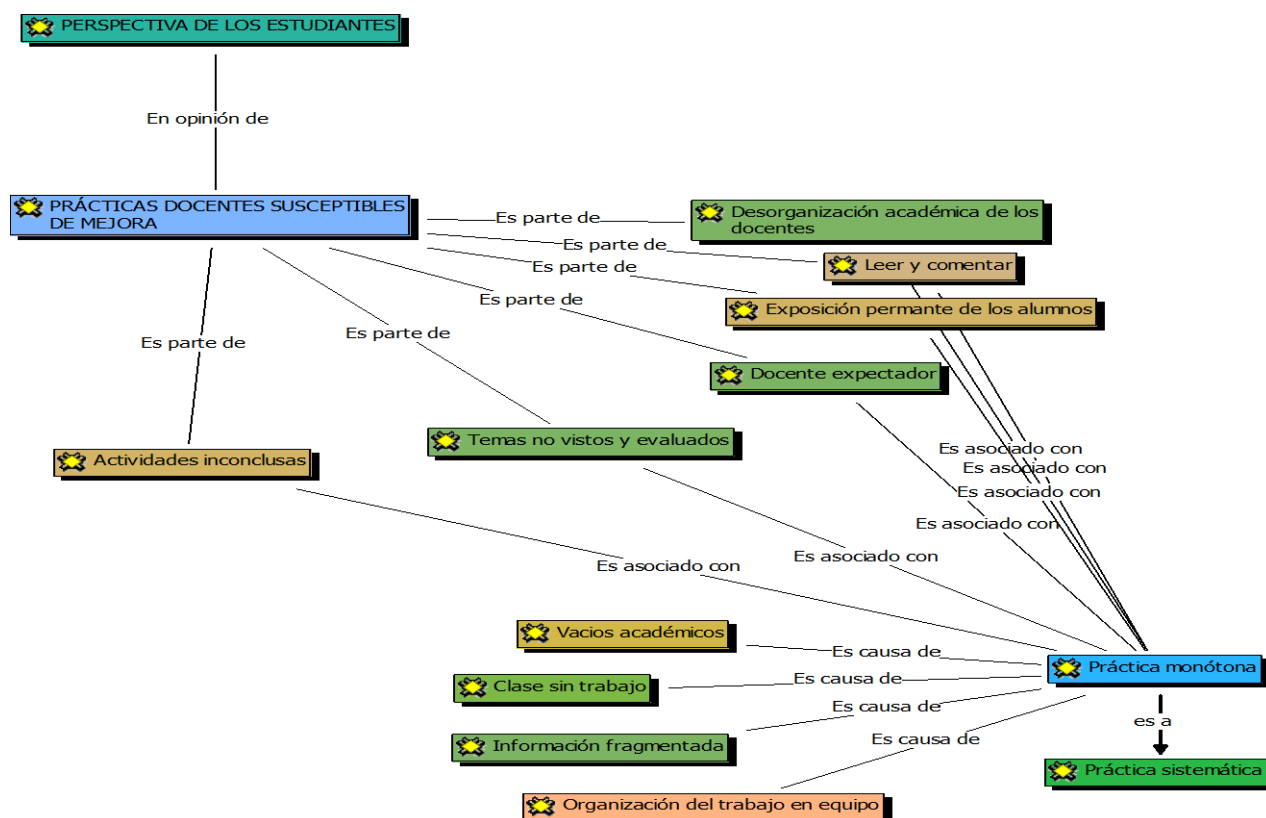 PERSPECTIVA DE LOS ESTUDIANTES
En opinión de
PRÁCTICAS DOCENTES SUSCEPTIBLES
DE MEJORA
Es parte de
Desorganización académica de los
docentes
Es parte de
Leer y comentar
Es parte de
Exposición permante de los alumnos
Es parte de
Docente expectador
Es parte de
Es parte de
Temas no vistos y evaluados
Actividades inconclusas
Es asociado con
Es asociado con
Es asociado con
Es asociado con
Es asociado con
Es asociado con
Vacios académicos
Es causa de
Práctica monótona
Clase sin trabajo
Es causa de
Es causa de
es a
Información fragmentada
Es causa de
Práctica sistemática
Organización del trabajo en equipo